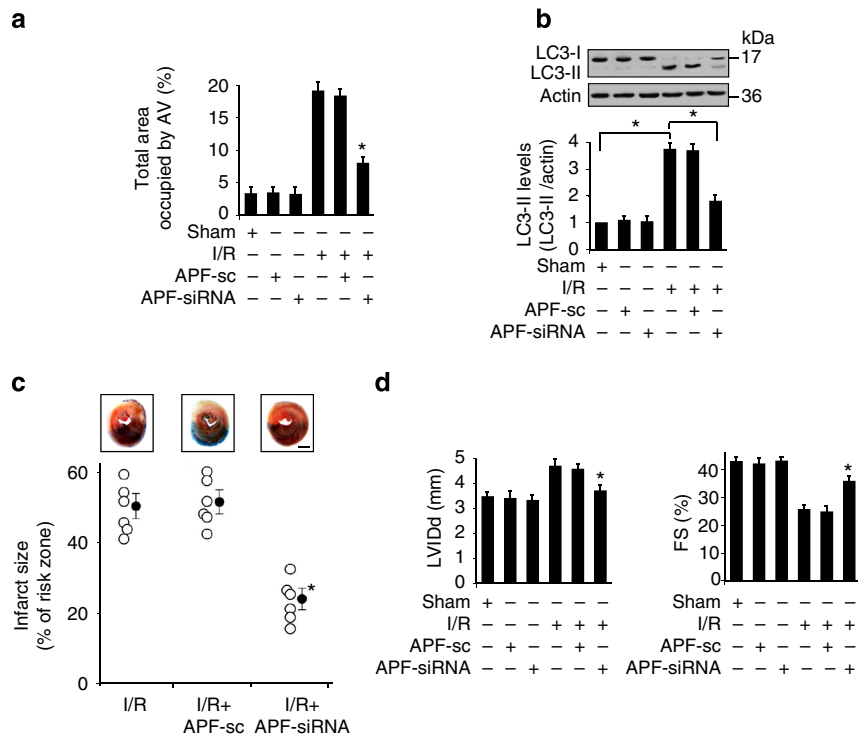 a
Total area
occupied by AV (%)
20
15
10
5
0
*
Sham + – – – – –
I/R – – – + + +
APF-sc – + – – + –
APF-siRNA – – + – – +
b
kDa
LC3-I
LC3-II
17
Actin
36
LC3-II levels
(LC3-II /actin)
4
3
2
1
0
* *
Sham + – – – – –
I/R – – – + + +
APF-sc – + – – + –
APF-siRNA – – + – – +
c
Infarct size
(% of risk zone)
60
40
20
0
*
I/R
I/R+
APF-sc
I/R+
APF-siRNA
d
LVIDd (mm)
5
4
3
2
1
0
*
Sham + – – – – –
I/R – – – + + +
APF-sc – + – – + –
APF-siRNA – – + – – +
FS (%)
40
30
20
10
0
*
Sham + – – – – –
I/R – – – + + +
APF-sc – + – – + –
APF-siRNA – – + – – +